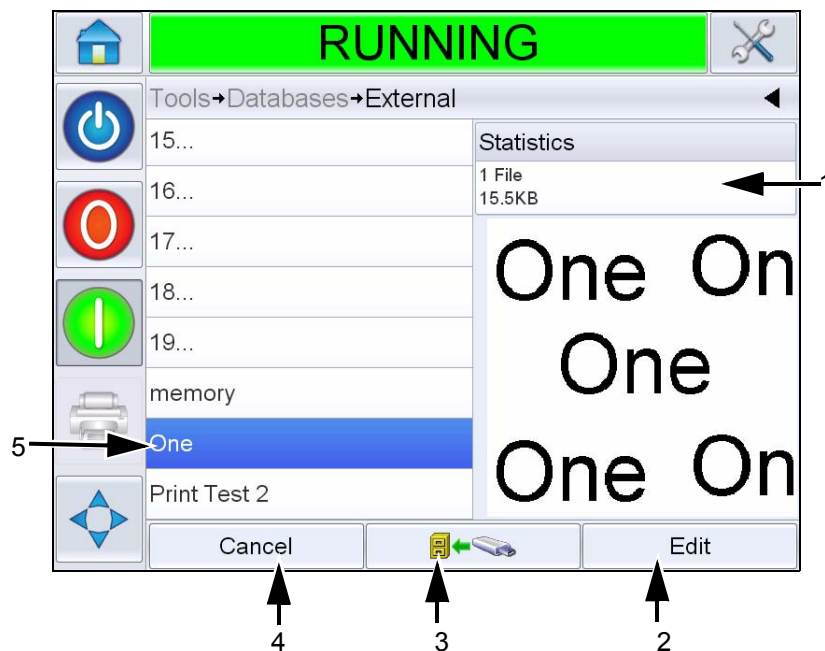 RUNNING
Tools→Databases→External
15...
Statistics
1 File
15.5KB
16...
17...
18...
19...
memory
One
Print Test 2
One On
One
One On
Cancel
Edit
1
5
4
3
2